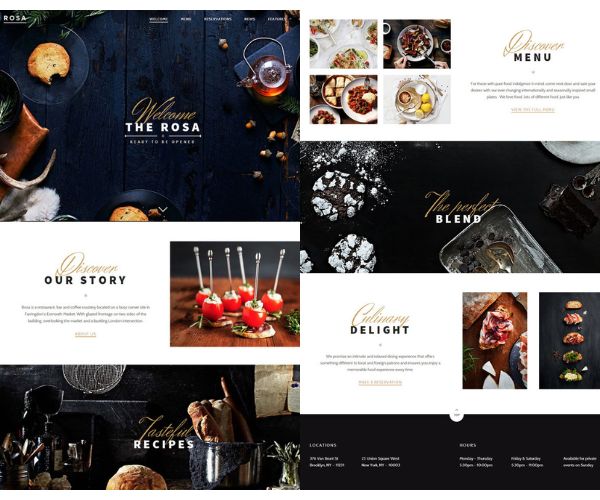 ROSA
WELCOME MENU RESERVATIONS NEWS FEATURES
Welcome
THE ROSA
READY TO BE OPENED
Discover
OUR STORY
Rosa is a restaurant, bar and coffee roastery located on a busy corner site in
Farringdon's Exmouth Market. With glazed frontage on two sides of the
building, overlooking the market and a bustling London intersection.
ABOUT US
Tasteful
RECIPES
Discover
MENU
For those with pure food indulgence in mind, come next door and sate your
desires with our ever changing internationally and seasonally inspired small
plates. We love food, lots of different food, just like you.
VIEW THE FULL MENU
The perfect
BLEND
Culinary
DELIGHT
We promise an intimate and relaxed dining experience that offers
something different to local and foreign patrons and ensures you enjoy a
memorable food experience every time.
MAKE A RESERVATION
TOP
LOCATIONS
376 Van Brunt St
Brooklyn, NY - 11231
23 Union Square West
New York, NY - 10003
HOURS
Monday - Thursday
5:30pm - 10:00pm
Friday & Saturday
5:30pm - 11:00pm
Available for private
events on Sunday